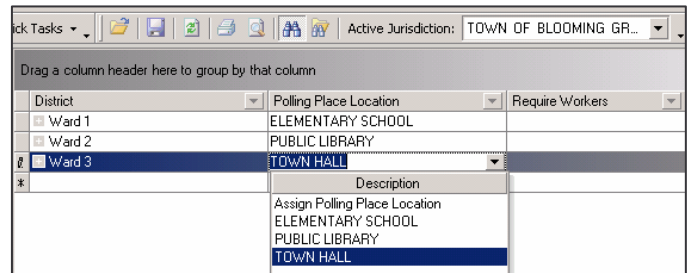 ick Tasks
Active Jurisdiction: TOWN OF BLOOMING GR...
Drag a column header here to group by that column
District Polling Place Location Require Workers
Ward 1 ELEMENTARY SCHOOL
Ward 2 PUBLIC LIBRARY
Ward 3 TOWN HALL
*
Description
Assign Polling Place Location
ELEMENTARY SCHOOL
PUBLIC LIBRARY
TOWN HALL